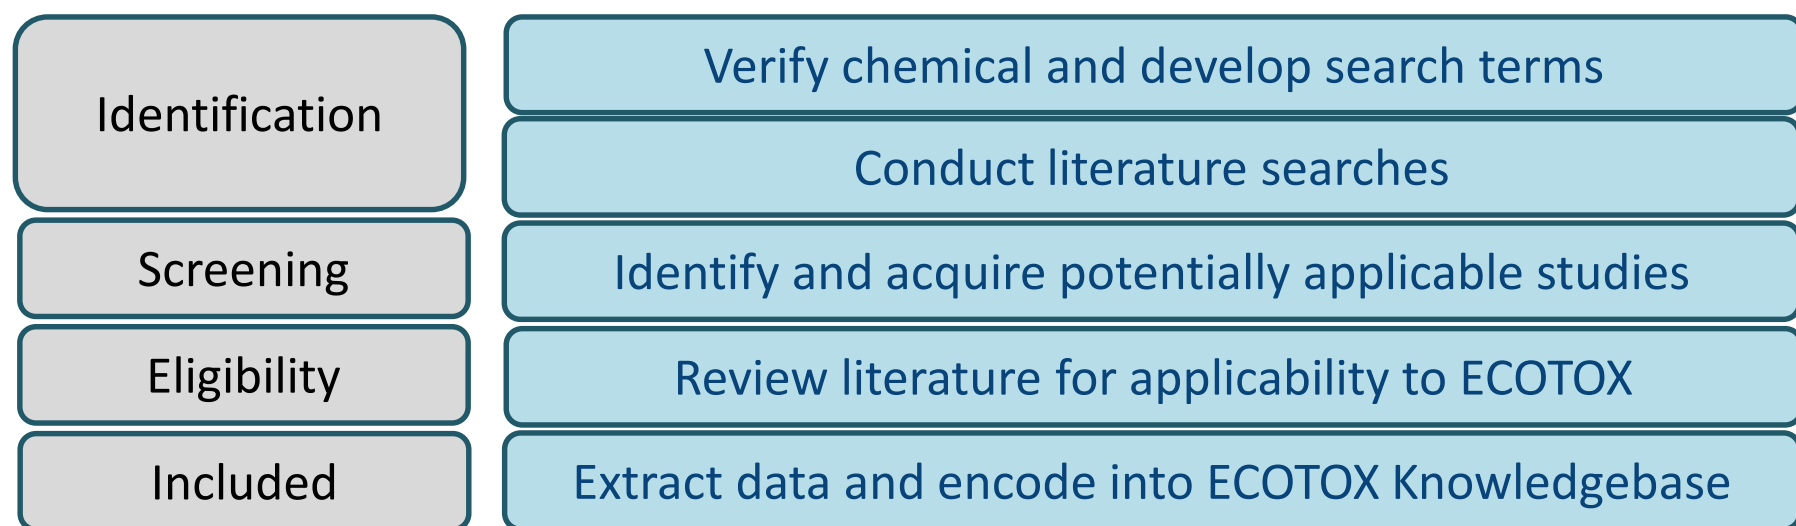 Identification
Verify chemical and develop search terms
Conduct literature searches
Screening
Identify and acquire potentially applicable studies
Eligibility
Review literature for applicability to ECOTOX
Included
Extract data and encode into ECOTOX Knowledgebase